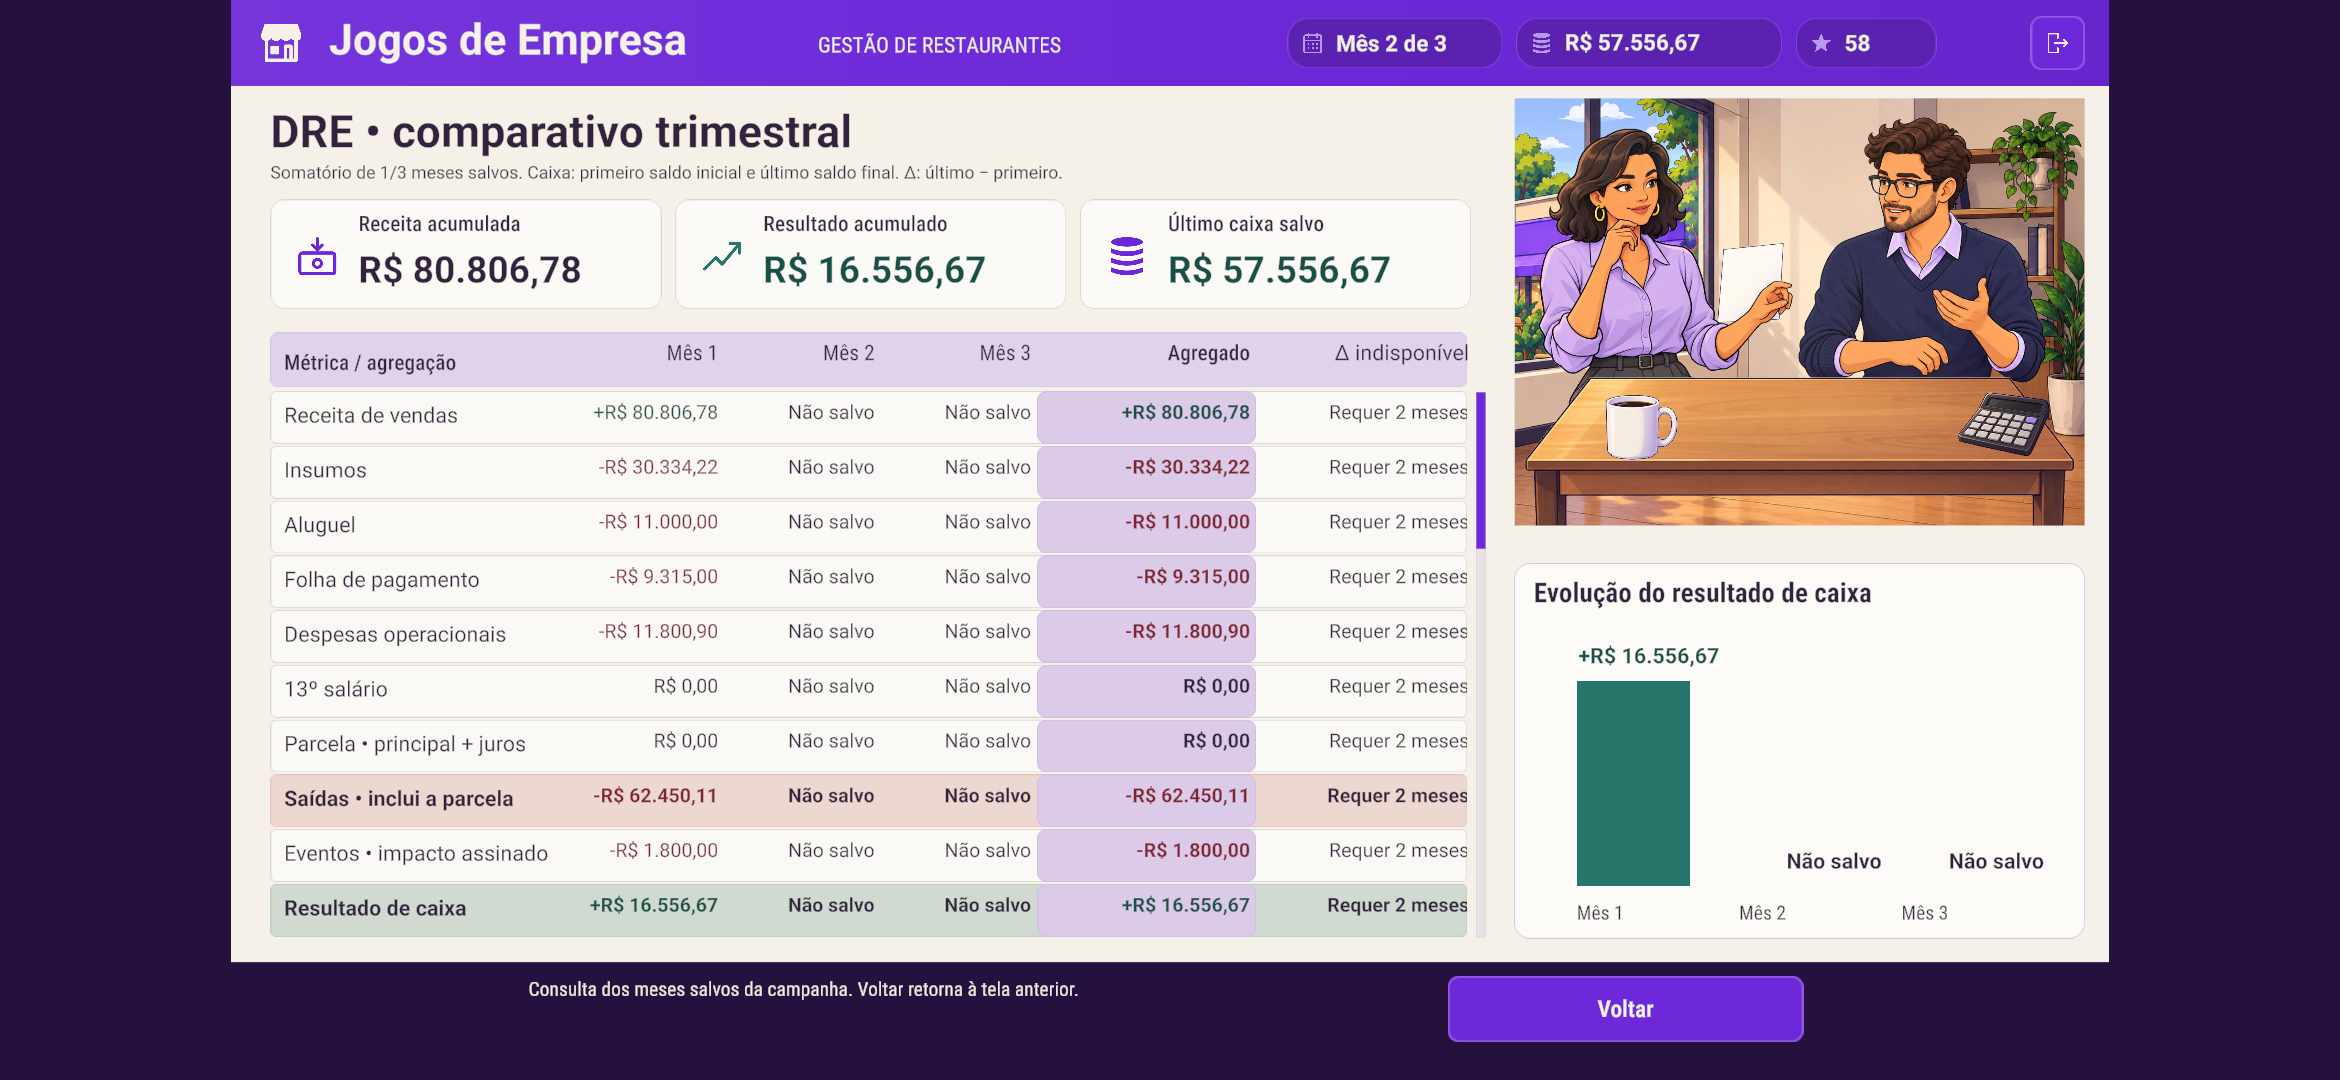 Jogos de Empresa
GESTÃO DE RESTAURANTES
Mês 2 de 3
R$ 57.556,67
58
DRE • comparativo trimestral
Somatório de 1/3 meses salvos. Caixa: primeiro saldo inicial e último saldo final. Δ: último − primeiro.
Receita acumulada
R$ 80.806,78
Resultado acumulado
R$ 16.556,67
Último caixa salvo
R$ 57.556,67
Métrica / agregação Mês 1 Mês 2 Mês 3 Agregado Δ indisponível
Receita de vendas +R$ 80.806,78 Não salvo Não salvo +R$ 80.806,78 Requer 2 meses
Insumos -R$ 30.334,22 Não salvo Não salvo -R$ 30.334,22 Requer 2 meses
Aluguel -R$ 11.000,00 Não salvo Não salvo -R$ 11.000,00 Requer 2 meses
Folha de pagamento -R$ 9.315,00 Não salvo Não salvo -R$ 9.315,00 Requer 2 meses
Despesas operacionais -R$ 11.800,90 Não salvo Não salvo -R$ 11.800,90 Requer 2 meses
13º salário R$ 0,00 Não salvo Não salvo R$ 0,00 Requer 2 meses
Parcela • principal + juros R$ 0,00 Não salvo Não salvo R$ 0,00 Requer 2 meses
Saídas • inclui a parcela -R$ 62.450,11 Não salvo Não salvo -R$ 62.450,11 Requer 2 meses
Eventos • impacto assinado -R$ 1.800,00 Não salvo Não salvo -R$ 1.800,00 Requer 2 meses
Resultado de caixa +R$ 16.556,67 Não salvo Não salvo +R$ 16.556,67 Requer 2 meses
Evolução do resultado de caixa
+R$ 16.556,67
Não salvo Não salvo
Mês 1 Mês 2 Mês 3
Consulta dos meses salvos da campanha. Voltar retorna à tela anterior.
Voltar